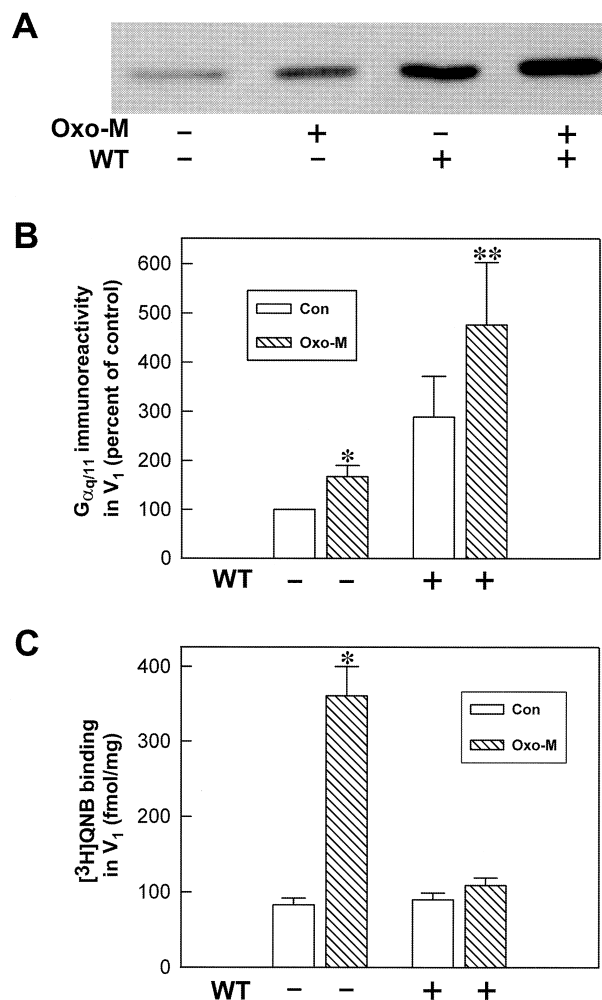 A
Oxo-M − + − +
WT − − + +
B
Gαq/11 immunoreactivity
in V1 (percent of control)
600
500
400
300
200
100
0
Con
Oxo-M
*
**
WT − − + +
C
[3H]QNB binding
in V1 (fmol/mg)
400
300
200
100
0
*
Con
Oxo-M
WT − − + +